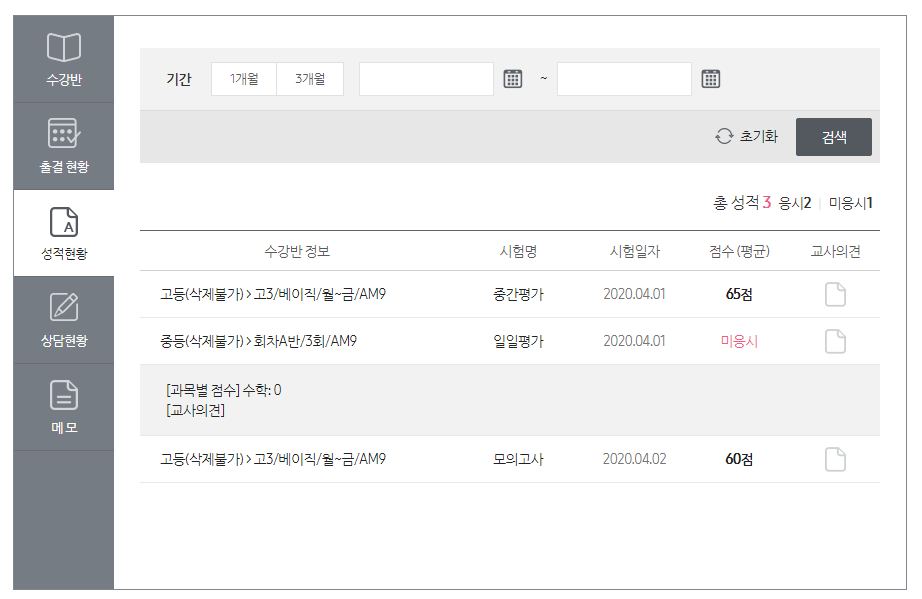 수강반
출결 현황
성적현황
상담현황
메모
기간 1개월 3개월 ~
초기화 검색
총 성적 3 응시2 미응시1
수강반 정보 시험명 시험일자 점수 (평균) 교사의견
고등(삭제불가) > 고3/베이직/월~금/AM9 중간평가 2020.04.01 65점
중등(삭제불가) > 회차A반/3회/AM9 일일평가 2020.04.01 미응시
[과목별 점수] 수학: 0
[교사의견]
고등(삭제불가) > 고3/베이직/월~금/AM9 모의고사 2020.04.02 60점